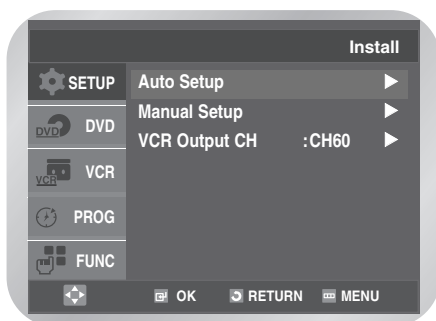 Install
SETUP
DVD DVD
VCR VCR
PROG
FUNC
Auto Setup ►
Manual Setup ►
VCR Output CH :CH60 ►
OK RETURN MENU